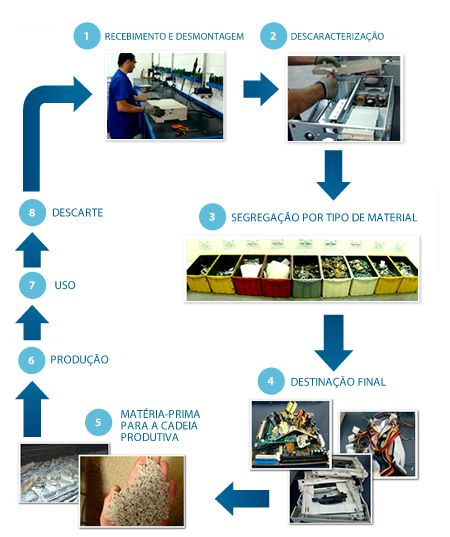 1 RECEBIMENTO E DESMONTAGEM
2 DESCARACTERIZAÇÃO
3 SEGREGAÇÃO POR TIPO DE MATERIAL
4 DESTINAÇÃO FINAL
5 MATÉRIA-PRIMA
PARA A CADEIA
PRODUTIVA
6 PRODUÇÃO
7 USO
8 DESCARTE